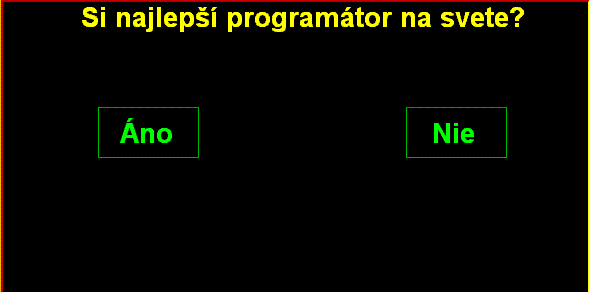 Si najlepší programátor na svete?
Áno
Nie